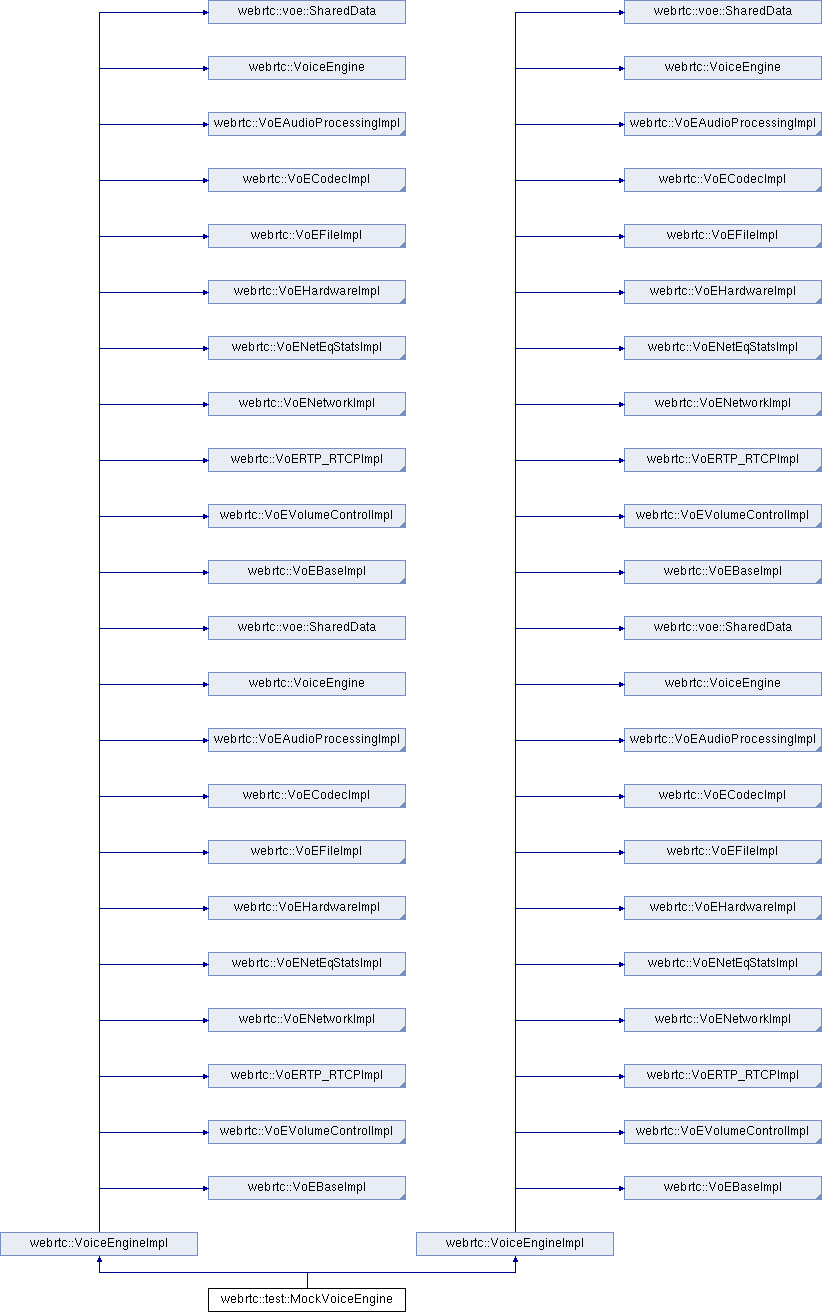 webrtc::voe::SharedData
webrtc::voe::SharedData
webrtc::VoiceEngine
webrtc::VoiceEngine
webrtc::VoEAudioProcessingImpl
webrtc::VoEAudioProcessingImpl
webrtc::VoECodecImpl
webrtc::VoECodecImpl
webrtc::VoEFileImpl
webrtc::VoEFileImpl
webrtc::VoEHardwareImpl
webrtc::VoEHardwareImpl
webrtc::VoENetEqStatsImpl
webrtc::VoENetEqStatsImpl
webrtc::VoENetworkImpl
webrtc::VoENetworkImpl
webrtc::VoERTP_RTCPImpl
webrtc::VoERTP_RTCPImpl
webrtc::VoEVolumeControlImpl
webrtc::VoEVolumeControlImpl
webrtc::VoEBaseImpl
webrtc::VoEBaseImpl
webrtc::voe::SharedData
webrtc::voe::SharedData
webrtc::VoiceEngine
webrtc::VoiceEngine
webrtc::VoEAudioProcessingImpl
webrtc::VoEAudioProcessingImpl
webrtc::VoECodecImpl
webrtc::VoECodecImpl
webrtc::VoEFileImpl
webrtc::VoEFileImpl
webrtc::VoEHardwareImpl
webrtc::VoEHardwareImpl
webrtc::VoENetEqStatsImpl
webrtc::VoENetEqStatsImpl
webrtc::VoENetworkImpl
webrtc::VoENetworkImpl
webrtc::VoERTP_RTCPImpl
webrtc::VoERTP_RTCPImpl
webrtc::VoEVolumeControlImpl
webrtc::VoEVolumeControlImpl
webrtc::VoEBaseImpl
webrtc::VoEBaseImpl
webrtc::VoiceEngineImpl
webrtc::VoiceEngineImpl
webrtc::test::MockVoiceEngine